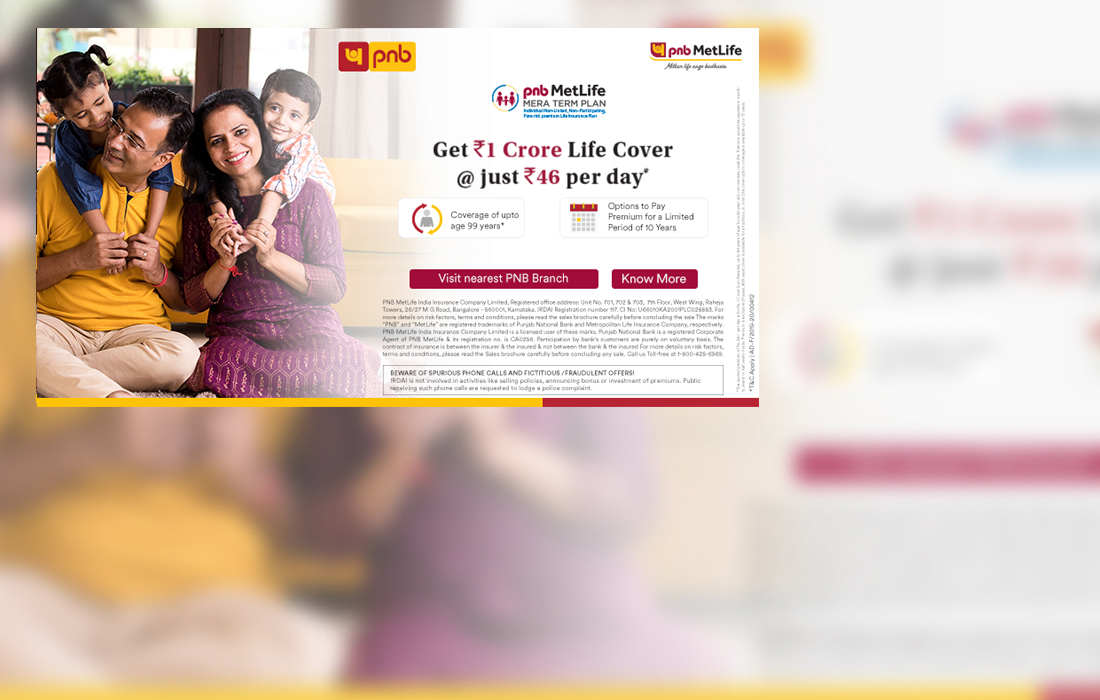 pnb
pnb MetLife
Milkar life aage badhaein
pnb MetLife
MERA TERM PLAN
Individual Non-Linked, Non-Participating,
Pure risk premium Life Insurance Plan
Get ₹1 Crore Life Cover
@ just ₹46 per day*
Coverage of upto
age 99 years*
Options to Pay
Premium for a Limited
Period of 10 Years
Visit nearest PNB Branch
Know More
PNB MetLife India Insurance Company Limited, Registered office address: Unit No. 701, 702 & 703, 7th Floor, West Wing, Raheja
Towers, 26/27 M G Road, Bangalore - 560001, Karnataka. IRDAI Registration number 117. CI No: U66010KA2001PLC028883. For
more details on risk factors, terms and conditions, please read the sales brochure carefully before concluding the sale The marks
"PNB" and "MetLife" are registered trademarks of Punjab National Bank and Metropolitan Life Insurance Company, respectively.
PNB MetLife India Insurance Company Limited is a licensed user of these marks. Punjab National Bank is a registered Corporate
Agent of PNB MetLife & its registration no. is CA0256. Participation by bank's customers are purely on voluntary basis. The
contract of insurance is between the insurer & the insured & not between the bank & the insured For more details on risk factors,
terms and conditions, please read the Sales brochure carefully before concluding any sale. Call us Toll-free at 1-800-425-6969.
BEWARE OF SPURIOUS PHONE CALLS AND FICTITIOUS /FRAUDULENT OFFERS!
IRDAI is not involved in activities like selling policies, announcing bonus or investment of premiums. Public
receiving such phone calls are requested to lodge a police complaint.
*T&C Apply | AD-F/2019-20/00412